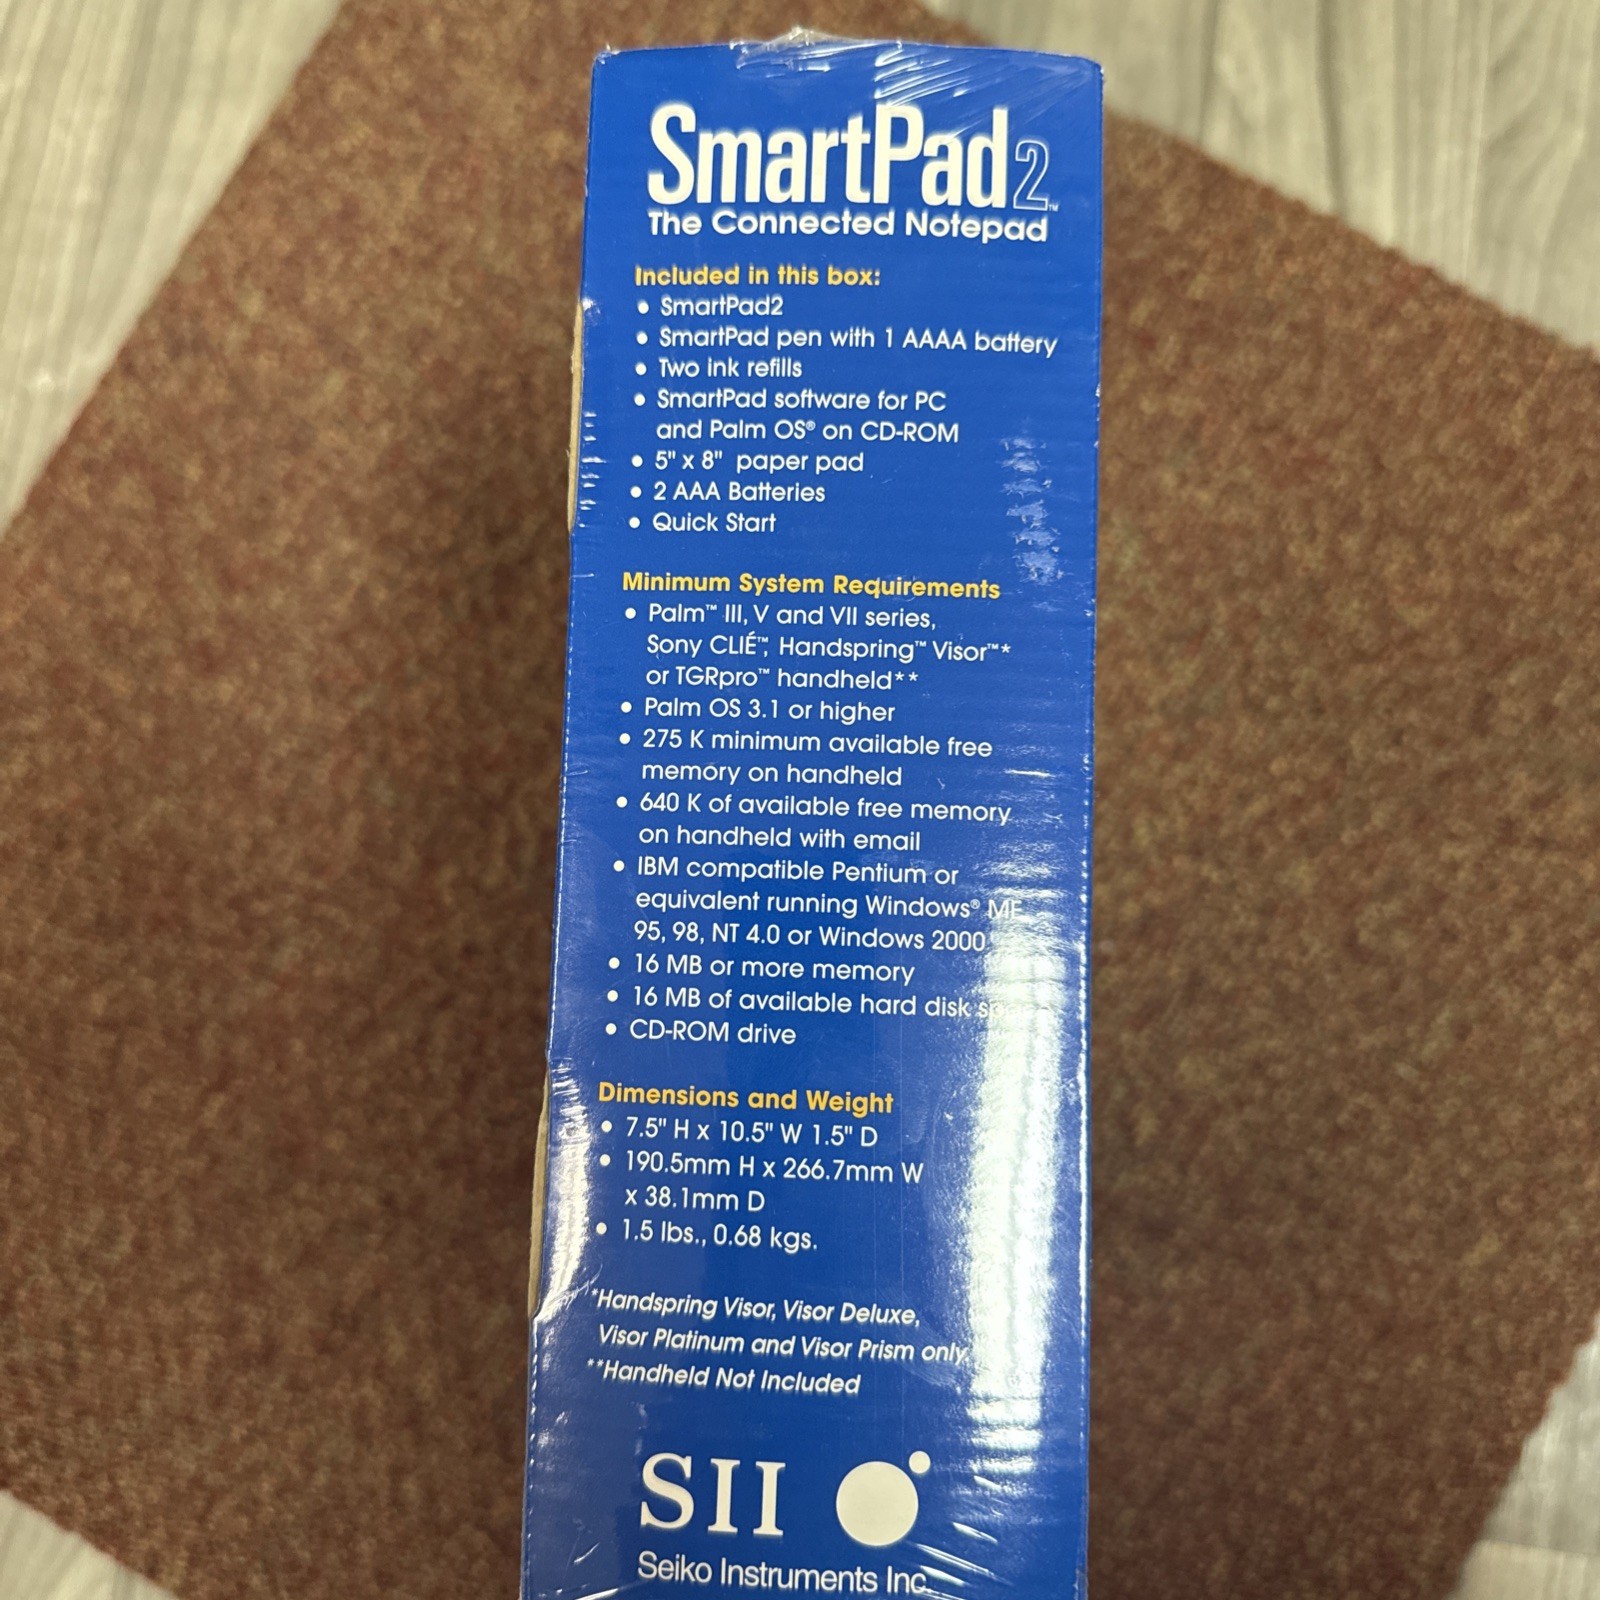 SmartPad2™
The Connected Notepad
Included in this box:
• SmartPad2
• SmartPad pen with 1 AAAA battery
• Two ink refills
• SmartPad software for PC
and Palm OS® on CD-ROM
• 5" x 8" paper pad
• 2 AAA Batteries
• Quick Start
Minimum System Requirements
• Palm™ III, V and VII series,
Sony CLIÉ™, Handspring™ Visor™*
or TGRpro™ handheld**
• Palm OS 3.1 or higher
• 275 K minimum available free
memory on handheld
• 640 K of available free memory
on handheld with email
• IBM compatible Pentium or
equivalent running Windows® ME
95, 98, NT 4.0 or Windows 2000
• 16 MB or more memory
• 16 MB of available hard disk
• CD-ROM drive
Dimensions and Weight
• 7.5" H x 10.5" W 1.5" D
• 190.5mm H x 266.7mm W
x 38.1mm D
• 1.5 lbs., 0.68 kgs.
*Handspring Visor, Visor Deluxe,
Visor Platinum and Visor Prism only
**Handheld Not Included
SII
Seiko Instruments Inc.